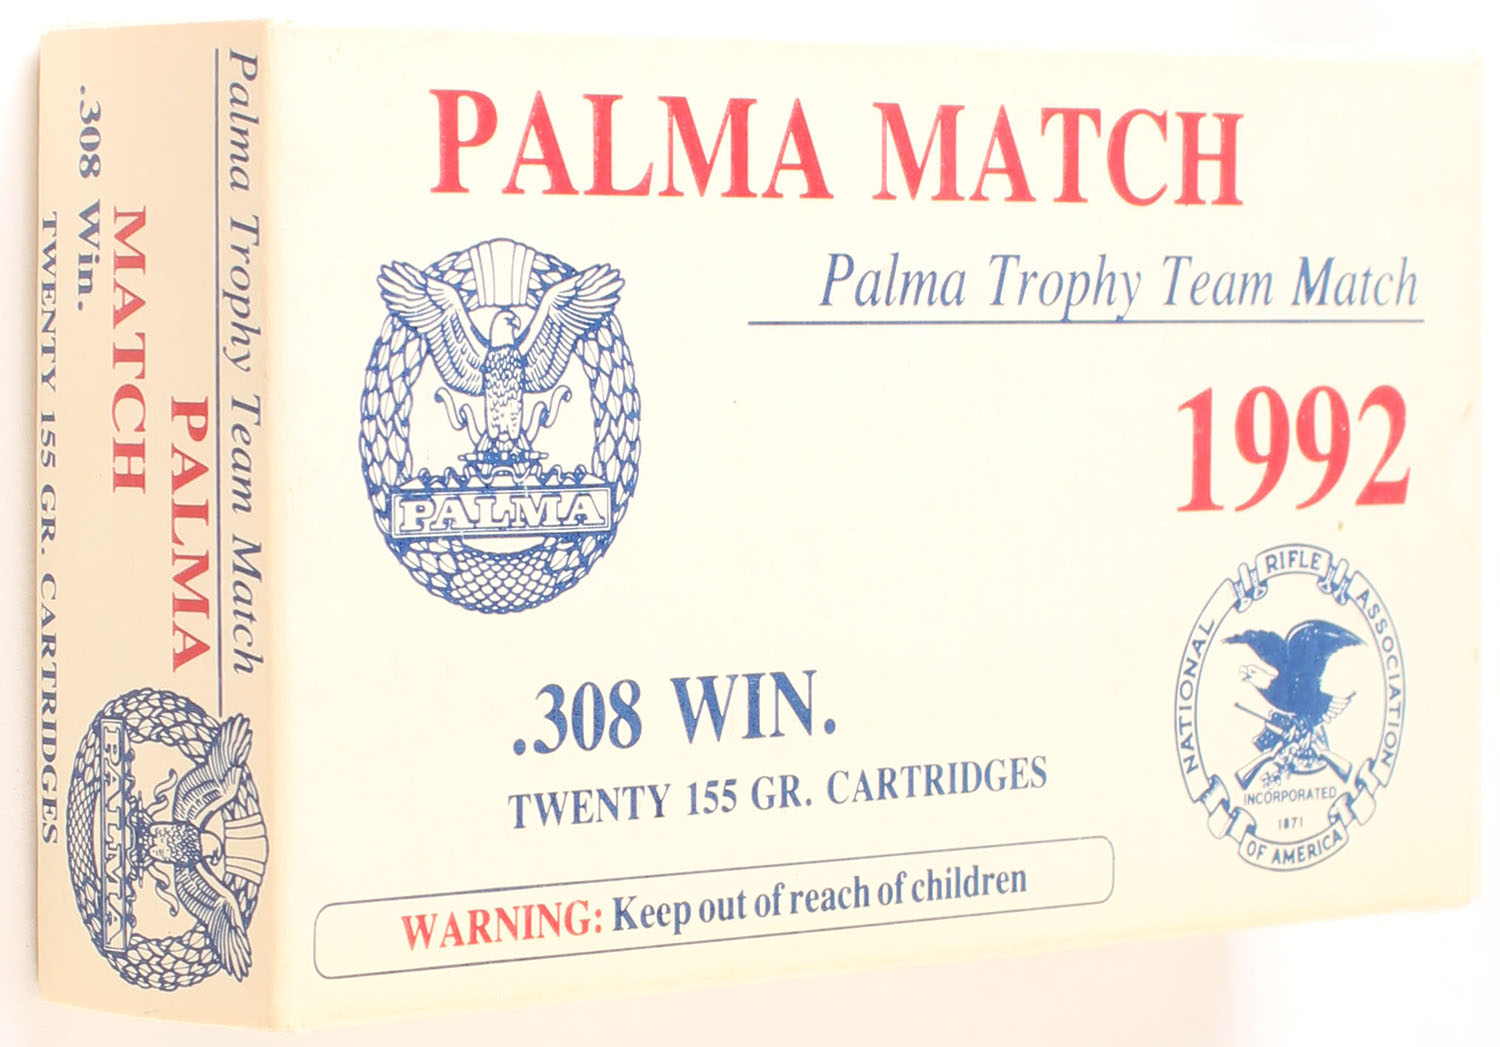 PALMA MATCH
Palma Trophy Team Match
1992
PALMA
.308 WIN.
TWENTY 155 GR. CARTRIDGES
WARNING: Keep out of reach of children
NATIONAL RIFLE ASSOCIATION
INCORPORATED
1871
OF AMERICA
Palma Trophy Team Match
PALMA
MATCH
.308 Win.
TWENTY 155 GR. CARTRIDGES
PALMA